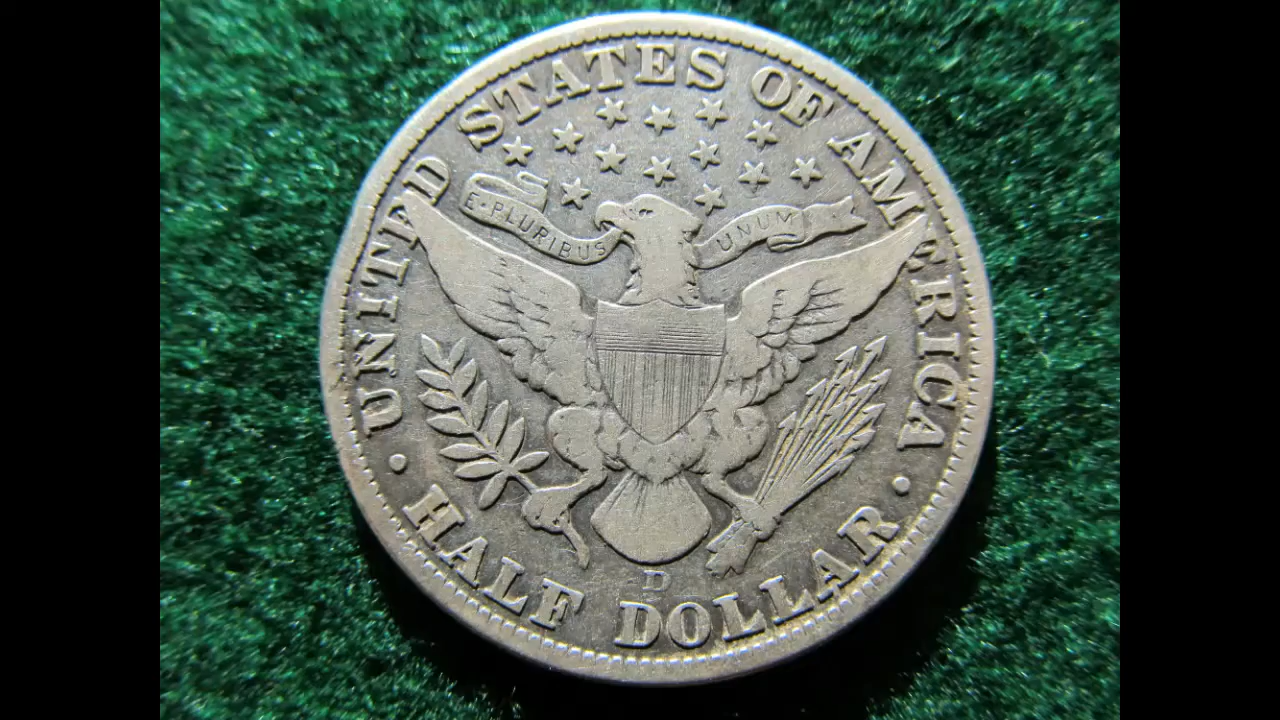 UNITED STATES OF AMERICA
E·PLURIBUS UNUM
D
· HALF DOLLAR ·